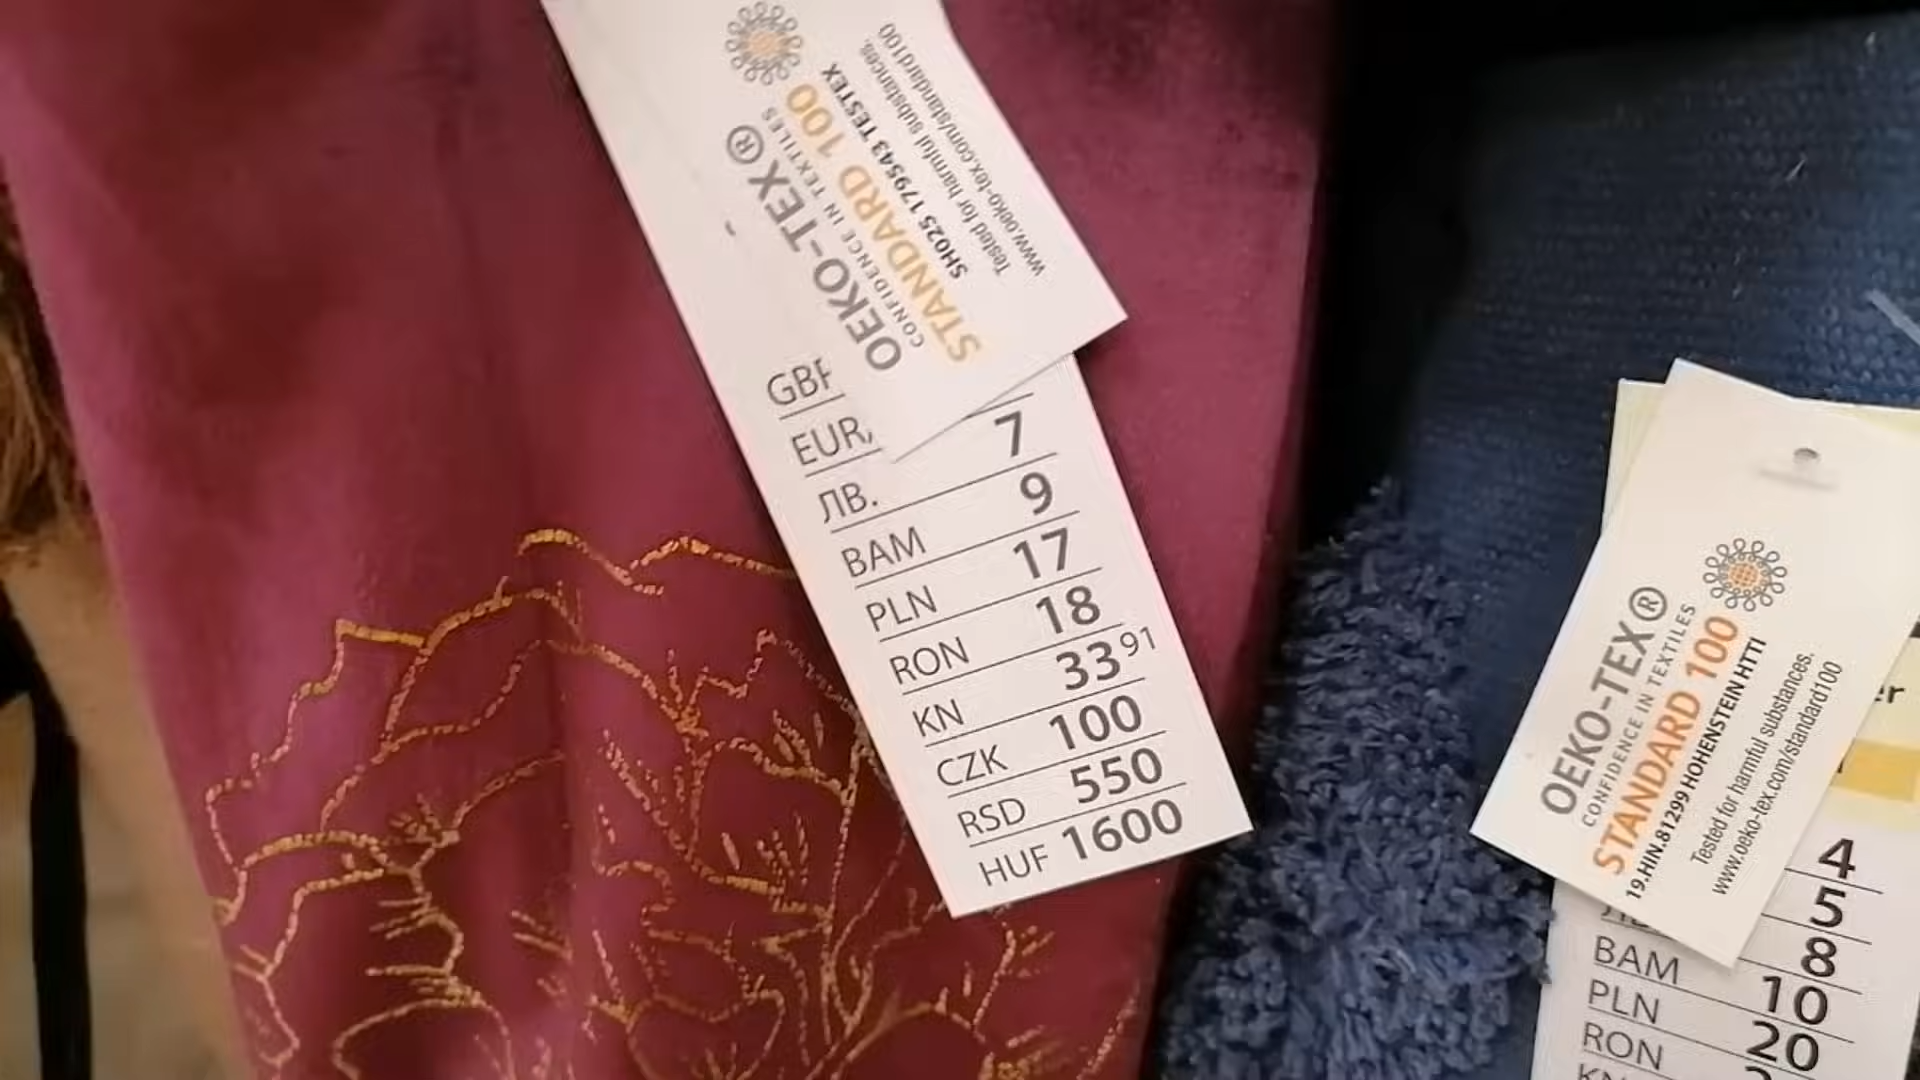 OEKO-TEX®
CONFIDENCE IN TEXTILES
STANDARD 100
SH025 179543 TESTEX
Tested for harmful substances.
www.oeko-tex.com/standard100
EUR
ЛВ. 7
BAM 9
PLN 17
RON 18
KN 33 91
CZK 100
RSD 550
HUF 1600
OEKO-TEX®
CONFIDENCE IN TEXTILES
STANDARD 100
19.HIN.81299 HOHENSTEIN HTTI
Tested for harmful substances.
www.oeko-tex.com/standard100
4
5
8
BAM 10
PLN 20
RON